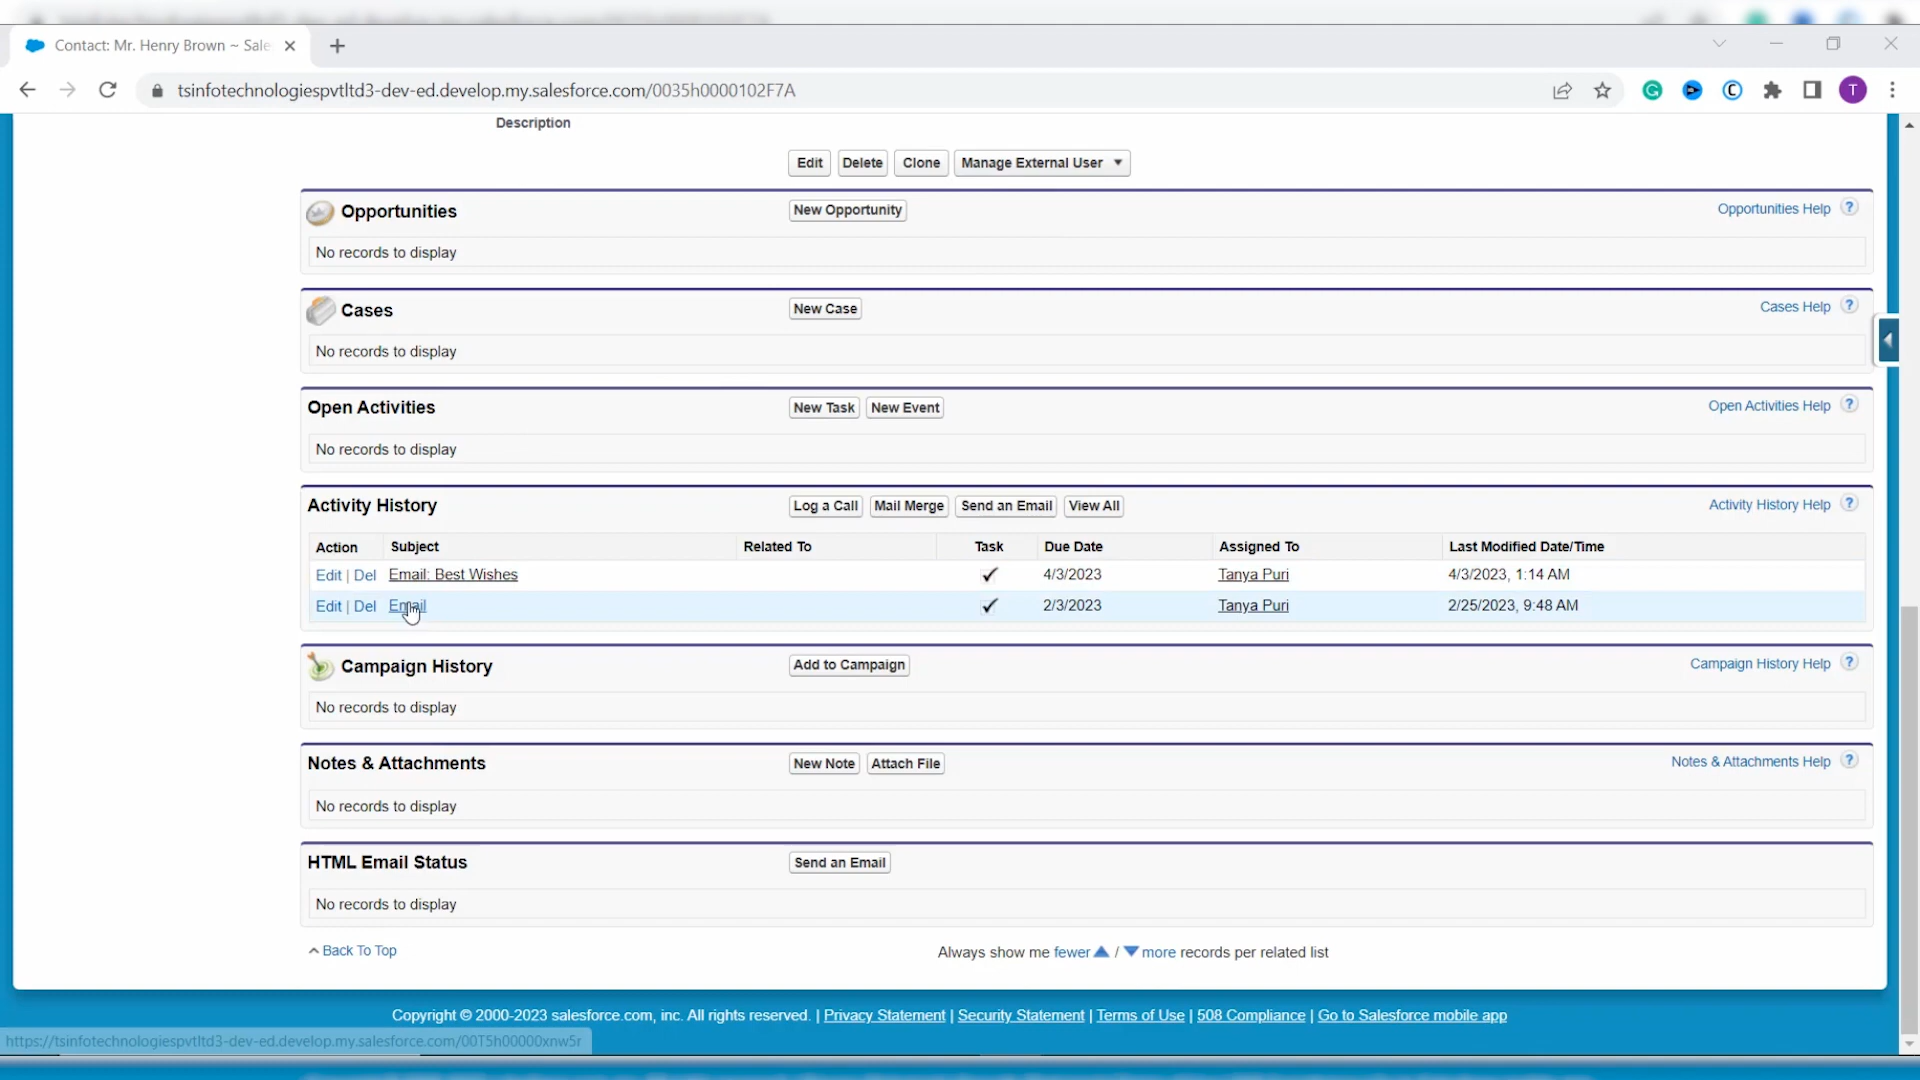 Contact: Mr. Henry Brown ~ Sale
tsinfotechnologiespvtltd3-dev-ed.develop.my.salesforce.com/0035h0000102F7A
T
Description
Edit Delete Clone Manage External User
Opportunities New Opportunity Opportunities Help ?
No records to display
Cases New Case Cases Help ?
No records to display
Open Activities New Task New Event Open Activities Help ?
No records to display
Activity History Log a Call Mail Merge Send an Email View All Activity History Help ?
Action Subject Related To Task Due Date Assigned To Last Modified Date/Time
Edit | Del Email: Best Wishes ✓ 4/3/2023 Tanya Puri 4/3/2023, 1:14 AM
Edit | Del Email ✓ 2/3/2023 Tanya Puri 2/25/2023, 9:48 AM
Campaign History Add to Campaign Campaign History Help ?
No records to display
Notes & Attachments New Note Attach File Notes & Attachments Help ?
No records to display
HTML Email Status Send an Email
No records to display
Back To Top Always show me fewer / more records per related list
Copyright © 2000-2023 salesforce.com, inc. All rights reserved. | Privacy Statement | Security Statement | Terms of Use | 508 Compliance | Go to Salesforce mobile app
https://tsinfotechnologiespvtltd3-dev-ed.develop.my.salesforce.com/00T5h00000xnw5r